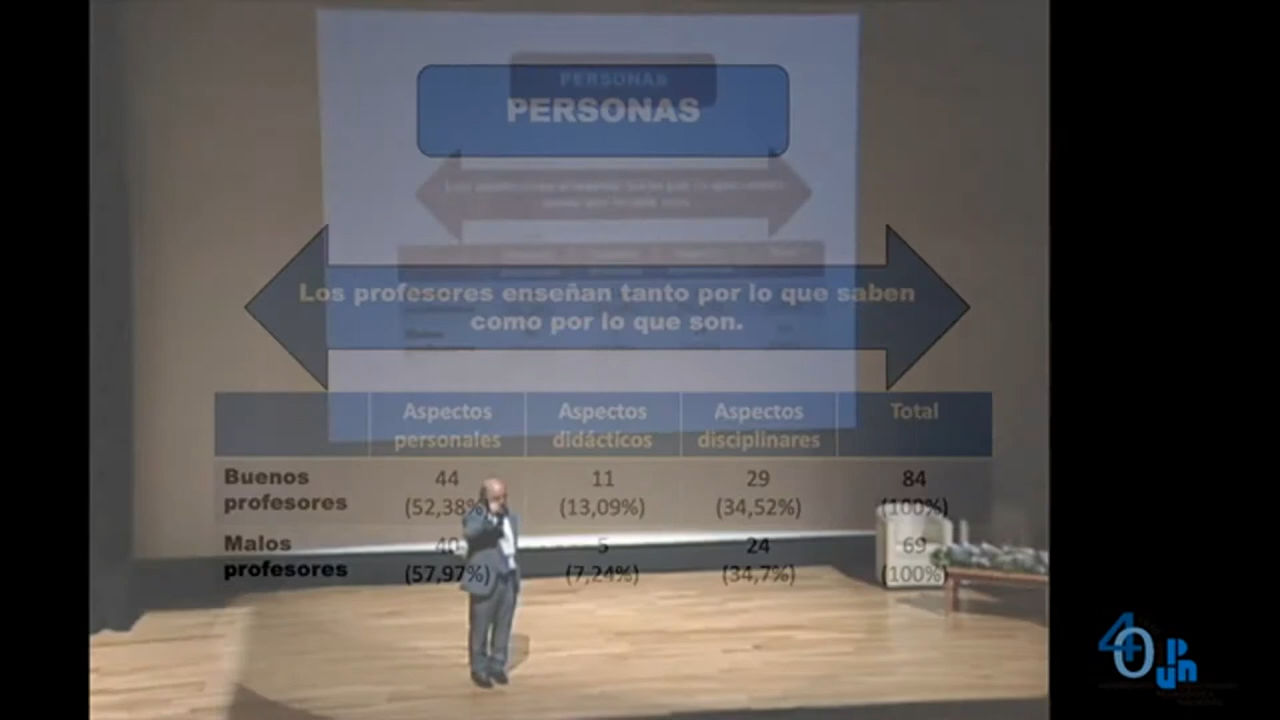 PERSONAS
PERSONAS
Los profesores enseñan tanto por lo que saben
como por lo que son.
Aspectos personales Aspectos didácticos Aspectos disciplinares Total
Buenos profesores 44 (52,38%) 11 (13,09%) 29 (34,52%) 84 (100%)
Malos profesores 40 (57,97%) 5 (7,24%) 24 (34,7%) 69 (100%)
40
upn